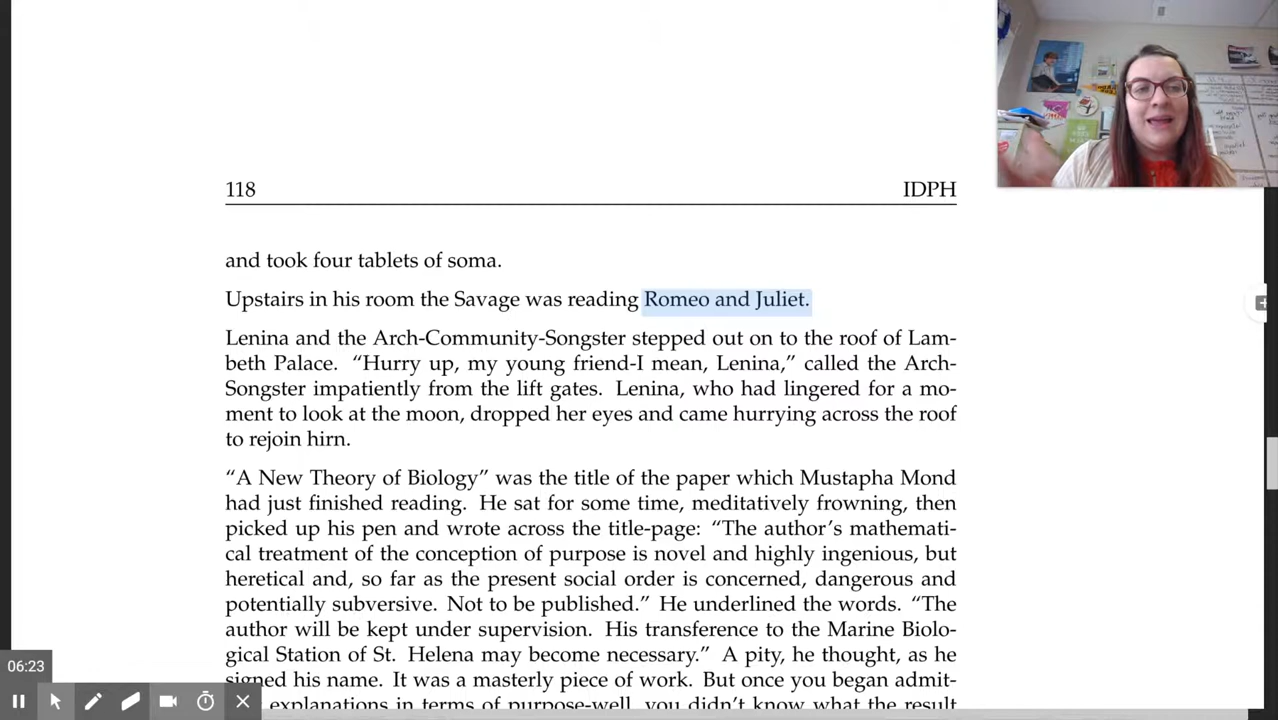 118 IDPH
and took four tablets of soma.
Upstairs in his room the Savage was reading Romeo and Juliet.
Lenina and the Arch-Community-Songster stepped out on to the roof of Lam-
beth Palace. “Hurry up, my young friend-I mean, Lenina,” called the Arch-
Songster impatiently from the lift gates. Lenina, who had lingered for a mo-
ment to look at the moon, dropped her eyes and came hurrying across the roof
to rejoin hirn.
“A New Theory of Biology” was the title of the paper which Mustapha Mond
had just finished reading. He sat for some time, meditatively frowning, then
picked up his pen and wrote across the title-page: “The author’s mathemati-
cal treatment of the conception of purpose is novel and highly ingenious, but
heretical and, so far as the present social order is concerned, dangerous and
potentially subversive. Not to be published.” He underlined the words. “The
author will be kept under supervision. His transference to the Marine Biolo-
gical Station of St. Helena may become necessary.” A pity, he thought, as he
signed his name. It was a masterly piece of work. But once you began admit-
explanations in terms of purpose-well, you didn’t know what the result
06:23